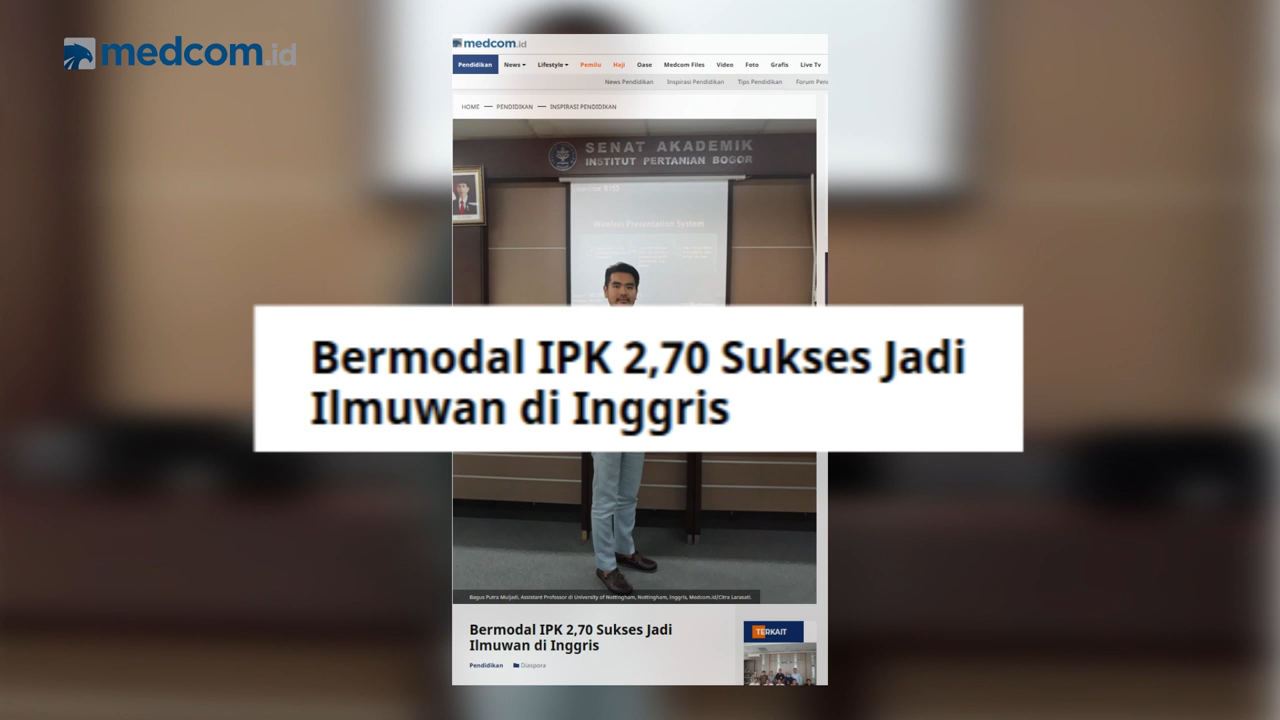 medcom.id
medcom.id
Pendidikan News Lifestyle Pemilu Haji Oase Medcom Files Video Foto Grafis Live Tv
News Pendidikan Inspirasi Pendidikan Tips Pendidikan Forum
HOME — PENDIDIKAN — INSPIRASI PENDIDIKAN
SENAT AKADEMIK
INSTITUT PERTANIAN BOGOR
Wireless Presentation System
Bermodal IPK 2,70 Sukses Jadi
Ilmuwan di Inggris
Bagus Putra Muljadi, Assistant Professor di University of Nottingham, Nottingham, Inggris, Medcom.id/Citra Larasati.
Bermodal IPK 2,70 Sukses Jadi
Ilmuwan di Inggris
TERKAIT
Pendidikan Diaspora